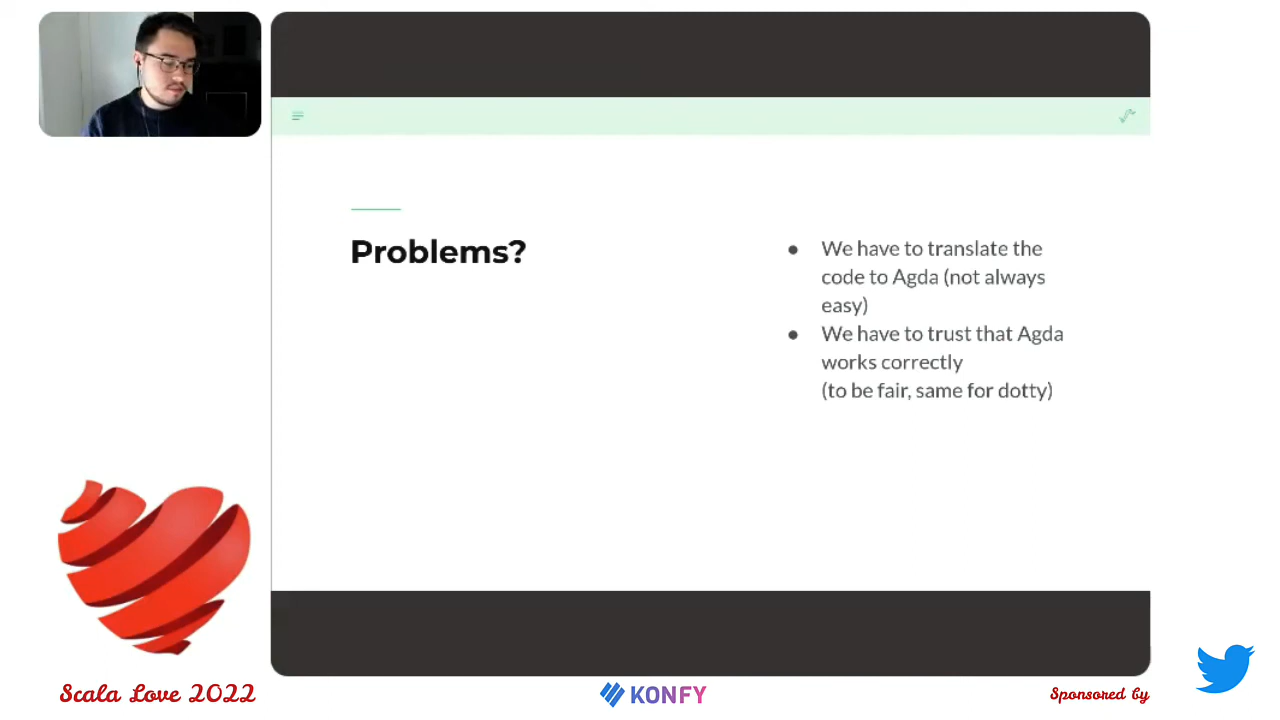 Problems?
● We have to translate the
code to Agda (not always
easy)
● We have to trust that Agda
works correctly
(to be fair, same for dotty)
Scala Love 2022
KONFY
Sponsored by